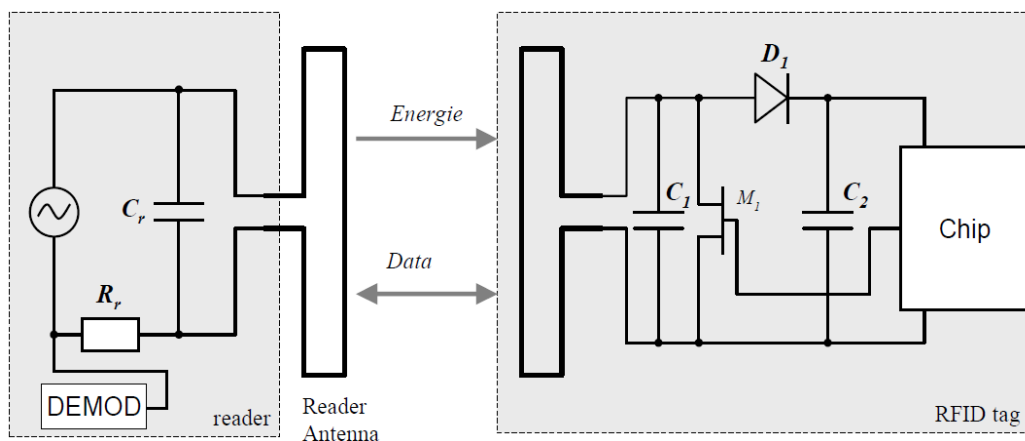 D1
Energie
Cr
C1
M1
C2
Chip
Data
Rr
DEMOD
reader
Reader
Antenna
RFID tag